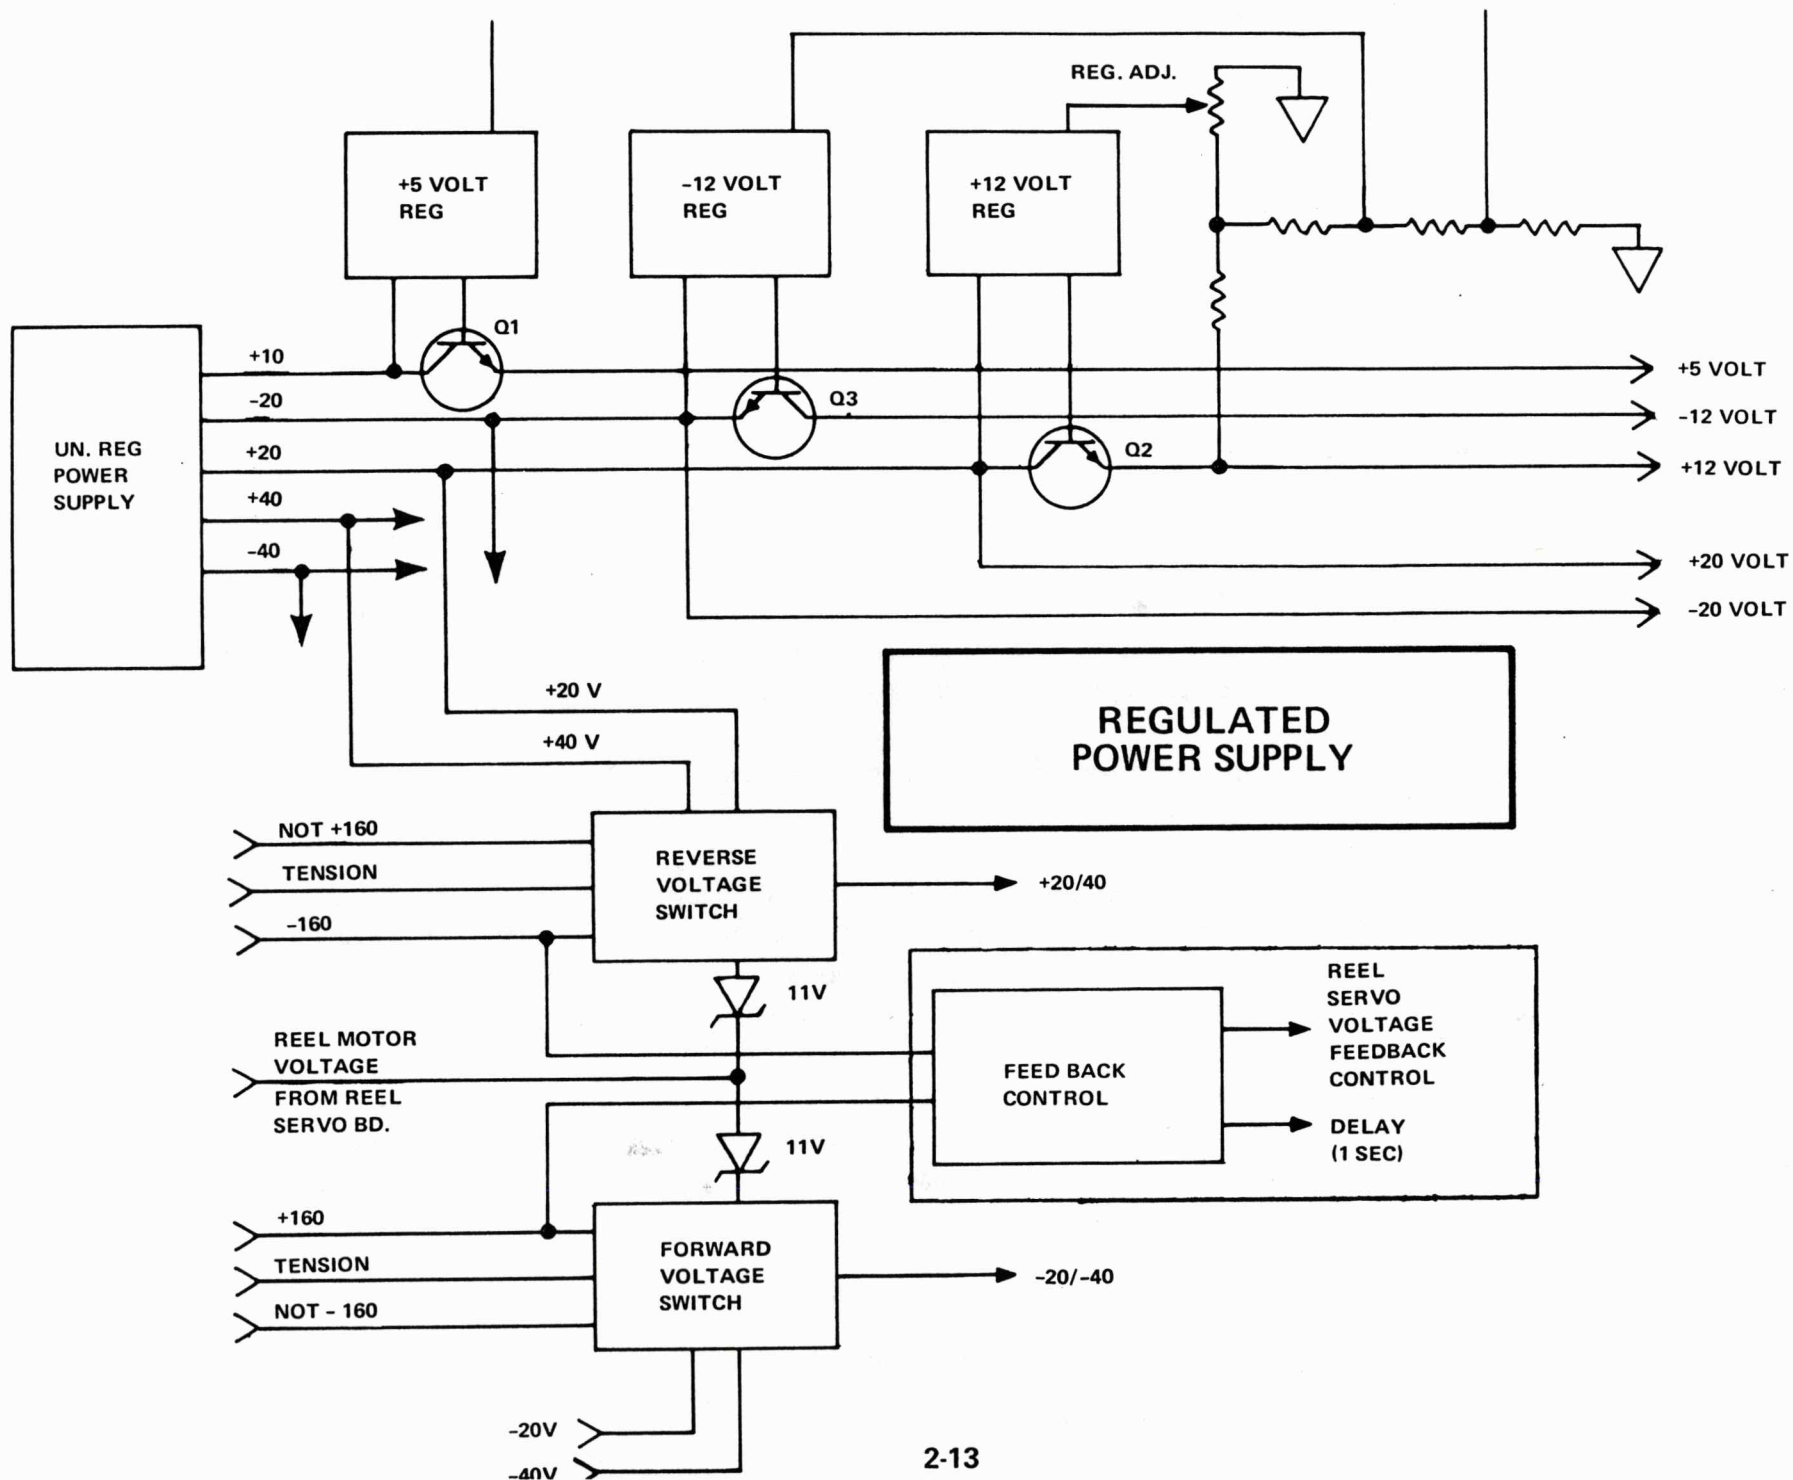 REG. ADJ.
+5 VOLT
REG
–12 VOLT
REG
+12 VOLT
REG
Q1
Q3
Q2
UN. REG
POWER
SUPPLY
+10
–20
+20
+40
–40
+5 VOLT
–12 VOLT
+12 VOLT
+20 VOLT
–20 VOLT
+20 V
+40 V
REGULATED
POWER SUPPLY
NOT +160
TENSION
–160
REVERSE
VOLTAGE
SWITCH
+20/40
11V
REEL MOTOR
VOLTAGE
FROM REEL
SERVO BD.
FEED BACK
CONTROL
REEL
SERVO
VOLTAGE
FEEDBACK
CONTROL
DELAY
(1 SEC)
11V
+160
TENSION
NOT – 160
FORWARD
VOLTAGE
SWITCH
–20/–40
–20V
–40V
2-13